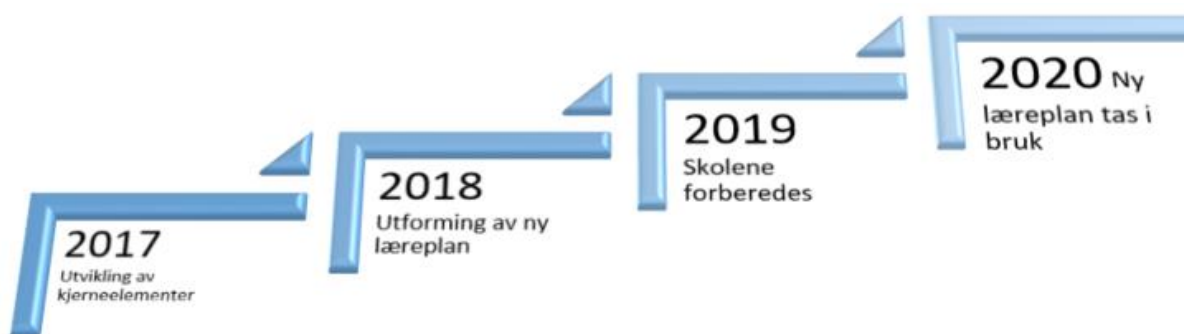 2017
Utvikling av
kjerneelementer
2018
Utforming av ny
læreplan
2019
Skolene
forberedes
2020 Ny
læreplan tas i
bruk